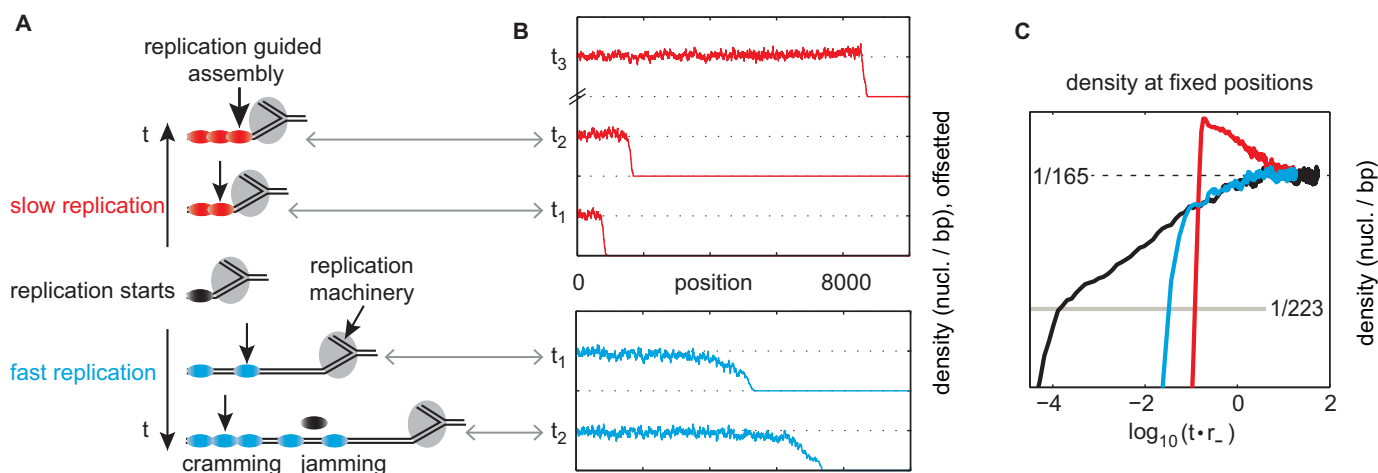 A
replication guided
assembly
t
slow replication
replication starts
replication
machinery
fast replication
t
cramming
jamming
B
t3
t2
t1
0
position
8000
t1
t2
density (nucl. / bp), offsetted
C
density at fixed positions
1/165
1/223
−4
−2
0
2
log10(t•r−)
density (nucl. / bp)